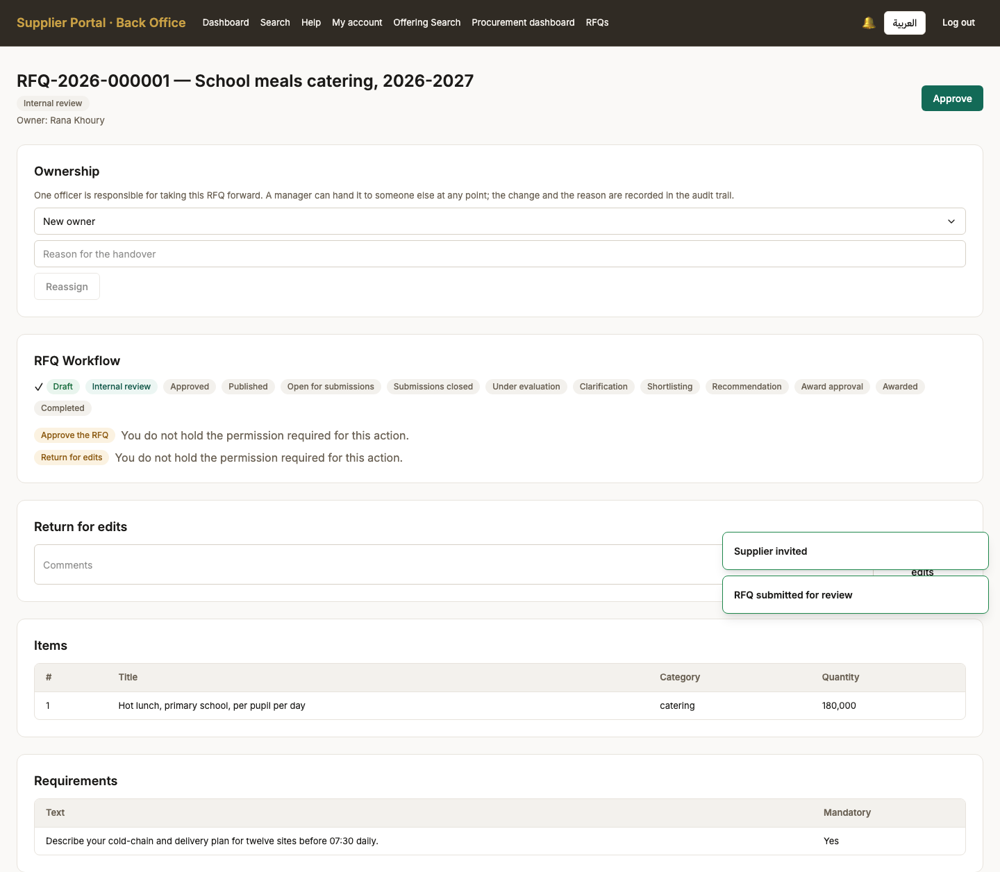 Supplier Portal · Back Office
Dashboard
Search
Help
My account
Offering Search
Procurement dashboard
RFQs
العربية
Log out
RFQ-2026-000001 — School meals catering, 2026-2027
Internal review
Owner: Rana Khoury
Approve
Ownership
One officer is responsible for taking this RFQ forward. A manager can hand it to someone else at any point; the change and the reason are recorded in the audit trail.
New owner
Reason for the handover
Reassign
RFQ Workflow
Draft
Internal review
Approved
Published
Open for submissions
Submissions closed
Under evaluation
Clarification
Shortlisting
Recommendation
Award approval
Awarded
Completed
Approve the RFQ You do not hold the permission required for this action.
Return for edits You do not hold the permission required for this action.
Return for edits
Comments
Supplier invited
edits
RFQ submitted for review
Items
# Title Category Quantity
1 Hot lunch, primary school, per pupil per day catering 180,000
Requirements
Text Mandatory
Describe your cold-chain and delivery plan for twelve sites before 07:30 daily. Yes